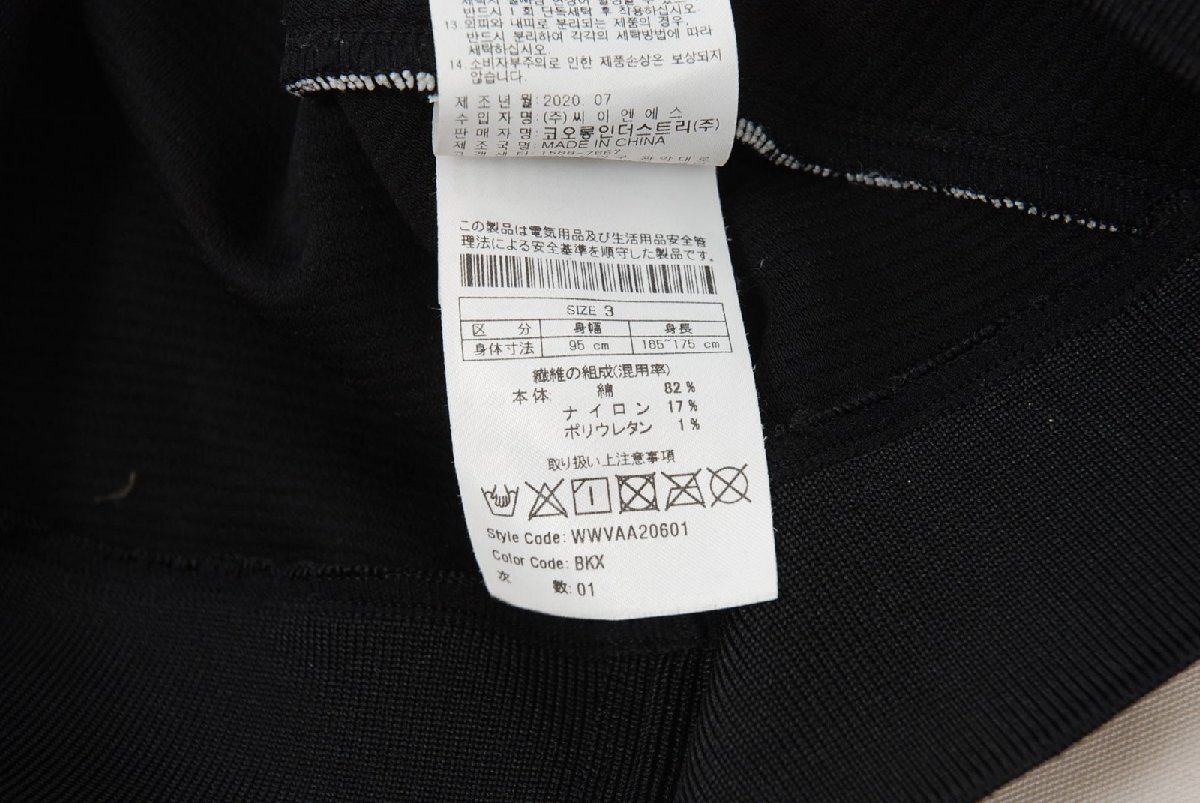 반드시 1회 단독세탁 후 착용하십시오.
13. 외피와 내피로 분리되는 제품의 경우,
반드시 분리하여 각각의 세탁방법에 따라
세탁하십시오.
14. 소비자부주의로 인한 제품손상은 보상되지
않습니다.
제조년월: 2020. 07
수입자명: (주)씨이엔에스
판매자명: 코오롱인더스트리(주)
제조국명: MADE IN CHINA
この製品は電気用品及び生活用品安全管
理法による安全基準を順守した製品です。
SIZE 3
区 分 身幅 身長
身体寸法 95 cm 165~175 cm
繊維の組成(混用率)
本体: 綿 82 %
ナイロン 17 %
ポリウレタン 1 %
取り扱い上注意事項
Style Code: WWVAA20601
Color Code: BKX
次 数: 01